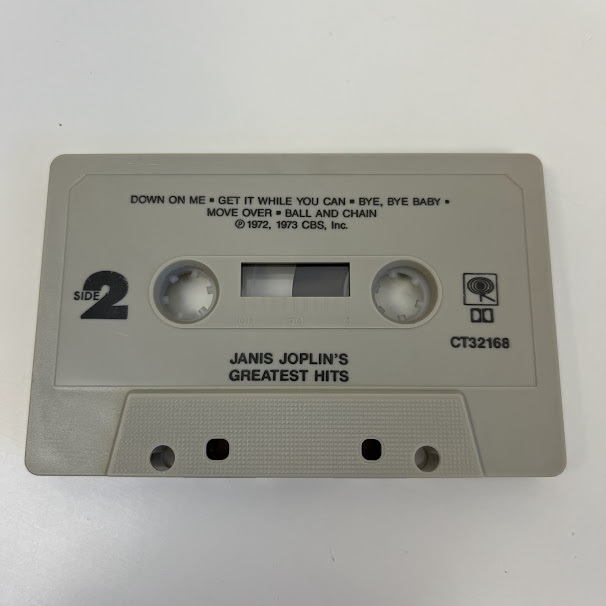 DOWN ON ME ▪ GET IT WHILE YOU CAN ▪ BYE, BYE BABY ▪
MOVE OVER ▪ BALL AND CHAIN
℗ 1972, 1973 CBS, Inc.
SIDE 2
CT32168
JANIS JOPLIN'S
GREATEST HITS